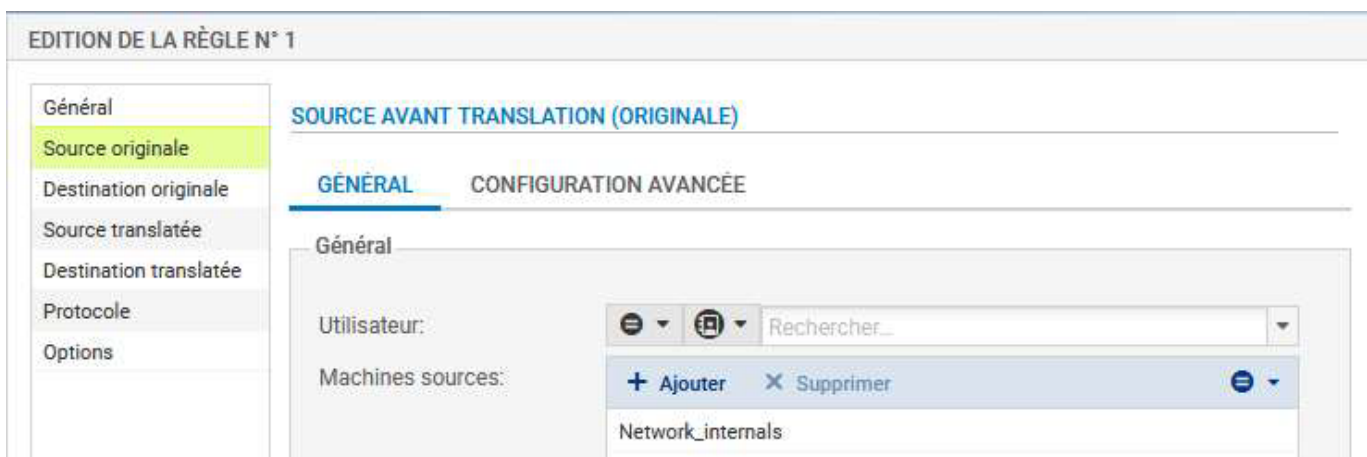 EDITION DE LA RÈGLE N° 1
Général
Source originale
Destination originale
Source translatée
Destination translatée
Protocole
Options
SOURCE AVANT TRANSLATION (ORIGINALE)
GÉNÉRAL CONFIGURATION AVANCÉE
Général
Utilisateur: Rechercher...
Machines sources: + Ajouter × Supprimer
Network_internals